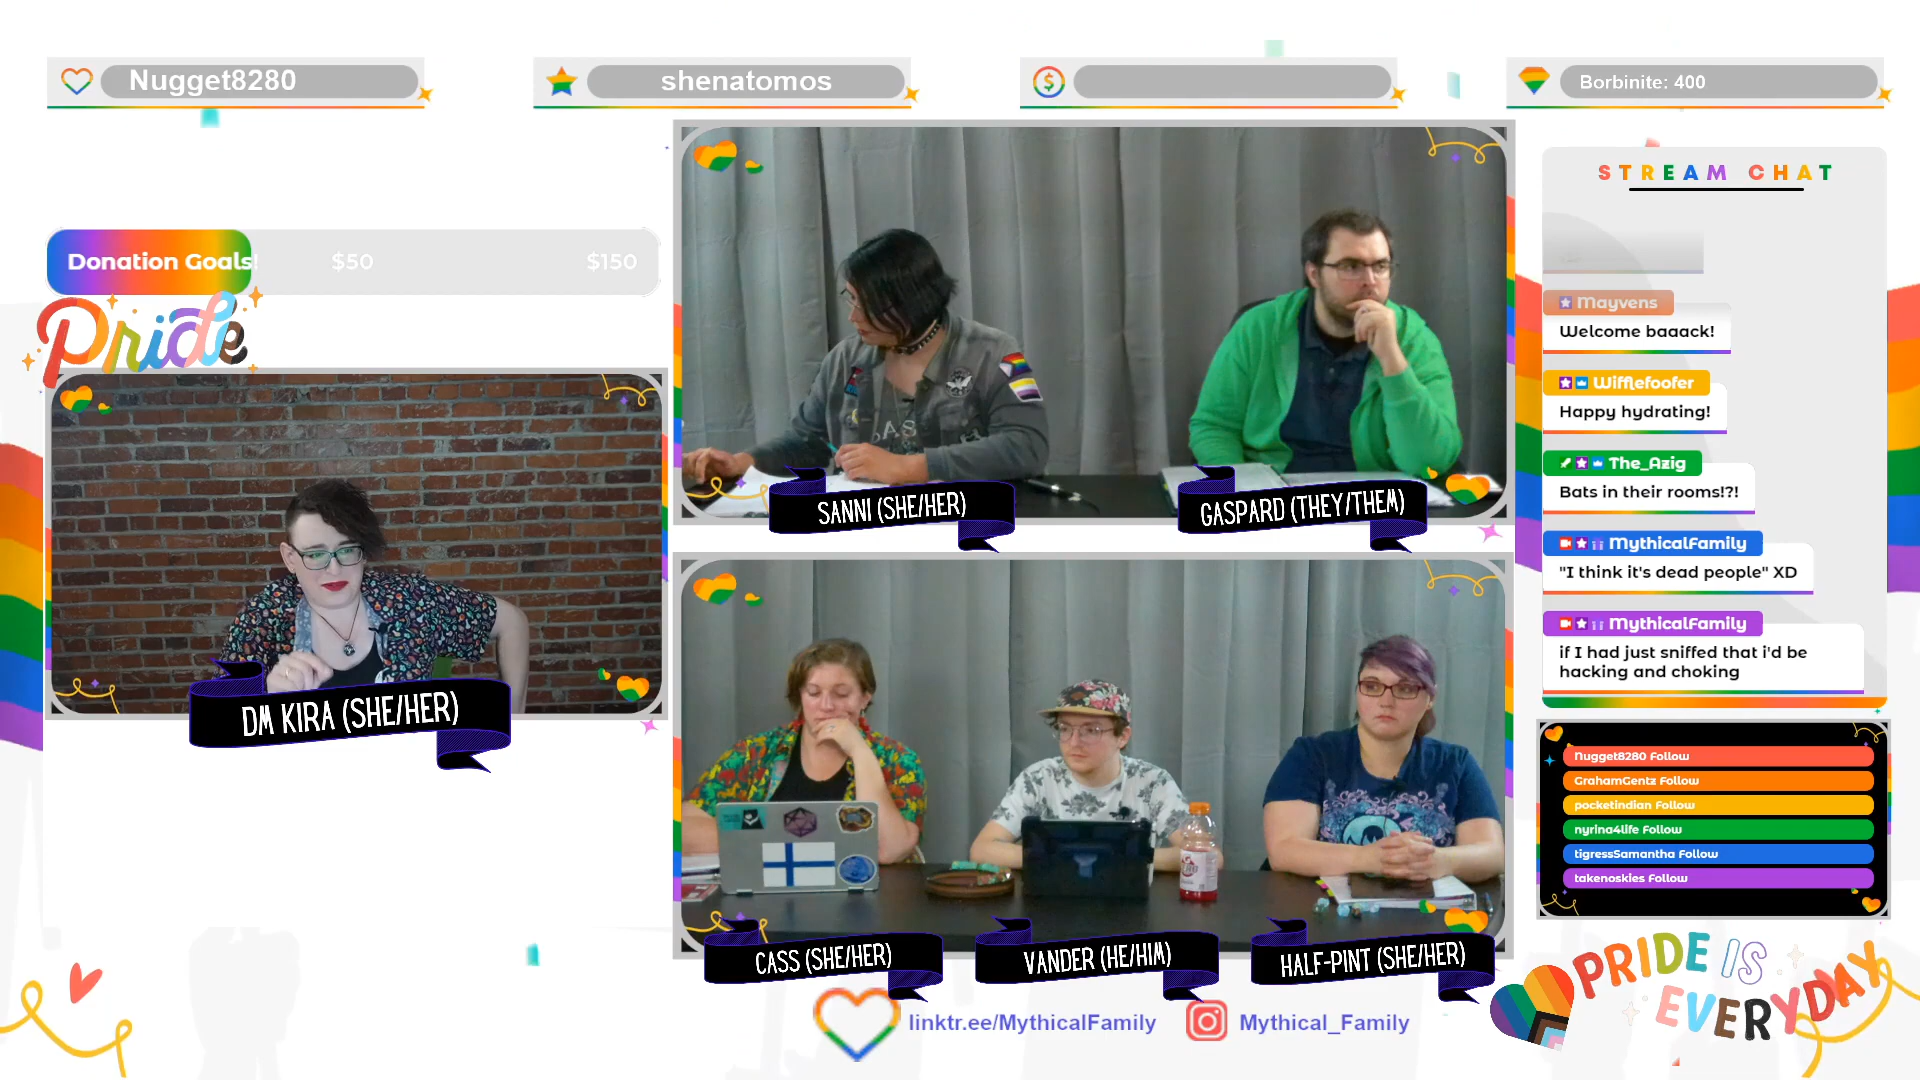 Nugget8280
shenatomos
Borbinite: 400
Donation Goals!
$50
$150
Pride
DM KIRA (SHE/HER)
SANNI (SHE/HER)
GASPARD (THEY/THEM)
CASS (SHE/HER)
VANDER (HE/HIM)
HALF-PINT (SHE/HER)
linktr.ee/MythicalFamily
Mythical_Family
STREAM CHAT
Mayvens
Welcome baaack!
Wifflefoofer
Happy hydrating!
The_Azig
Bats in their rooms!?!
MythicalFamily
"I think it's dead people" XD
MythicalFamily
if I had just sniffed that i'd be
hacking and choking
Nugget8280 Follow
GrahamGentz Follow
pocketindian Follow
nyrina4life Follow
tigressSamantha Follow
takenoskies Follow
PRIDE IS
EVERYDAY